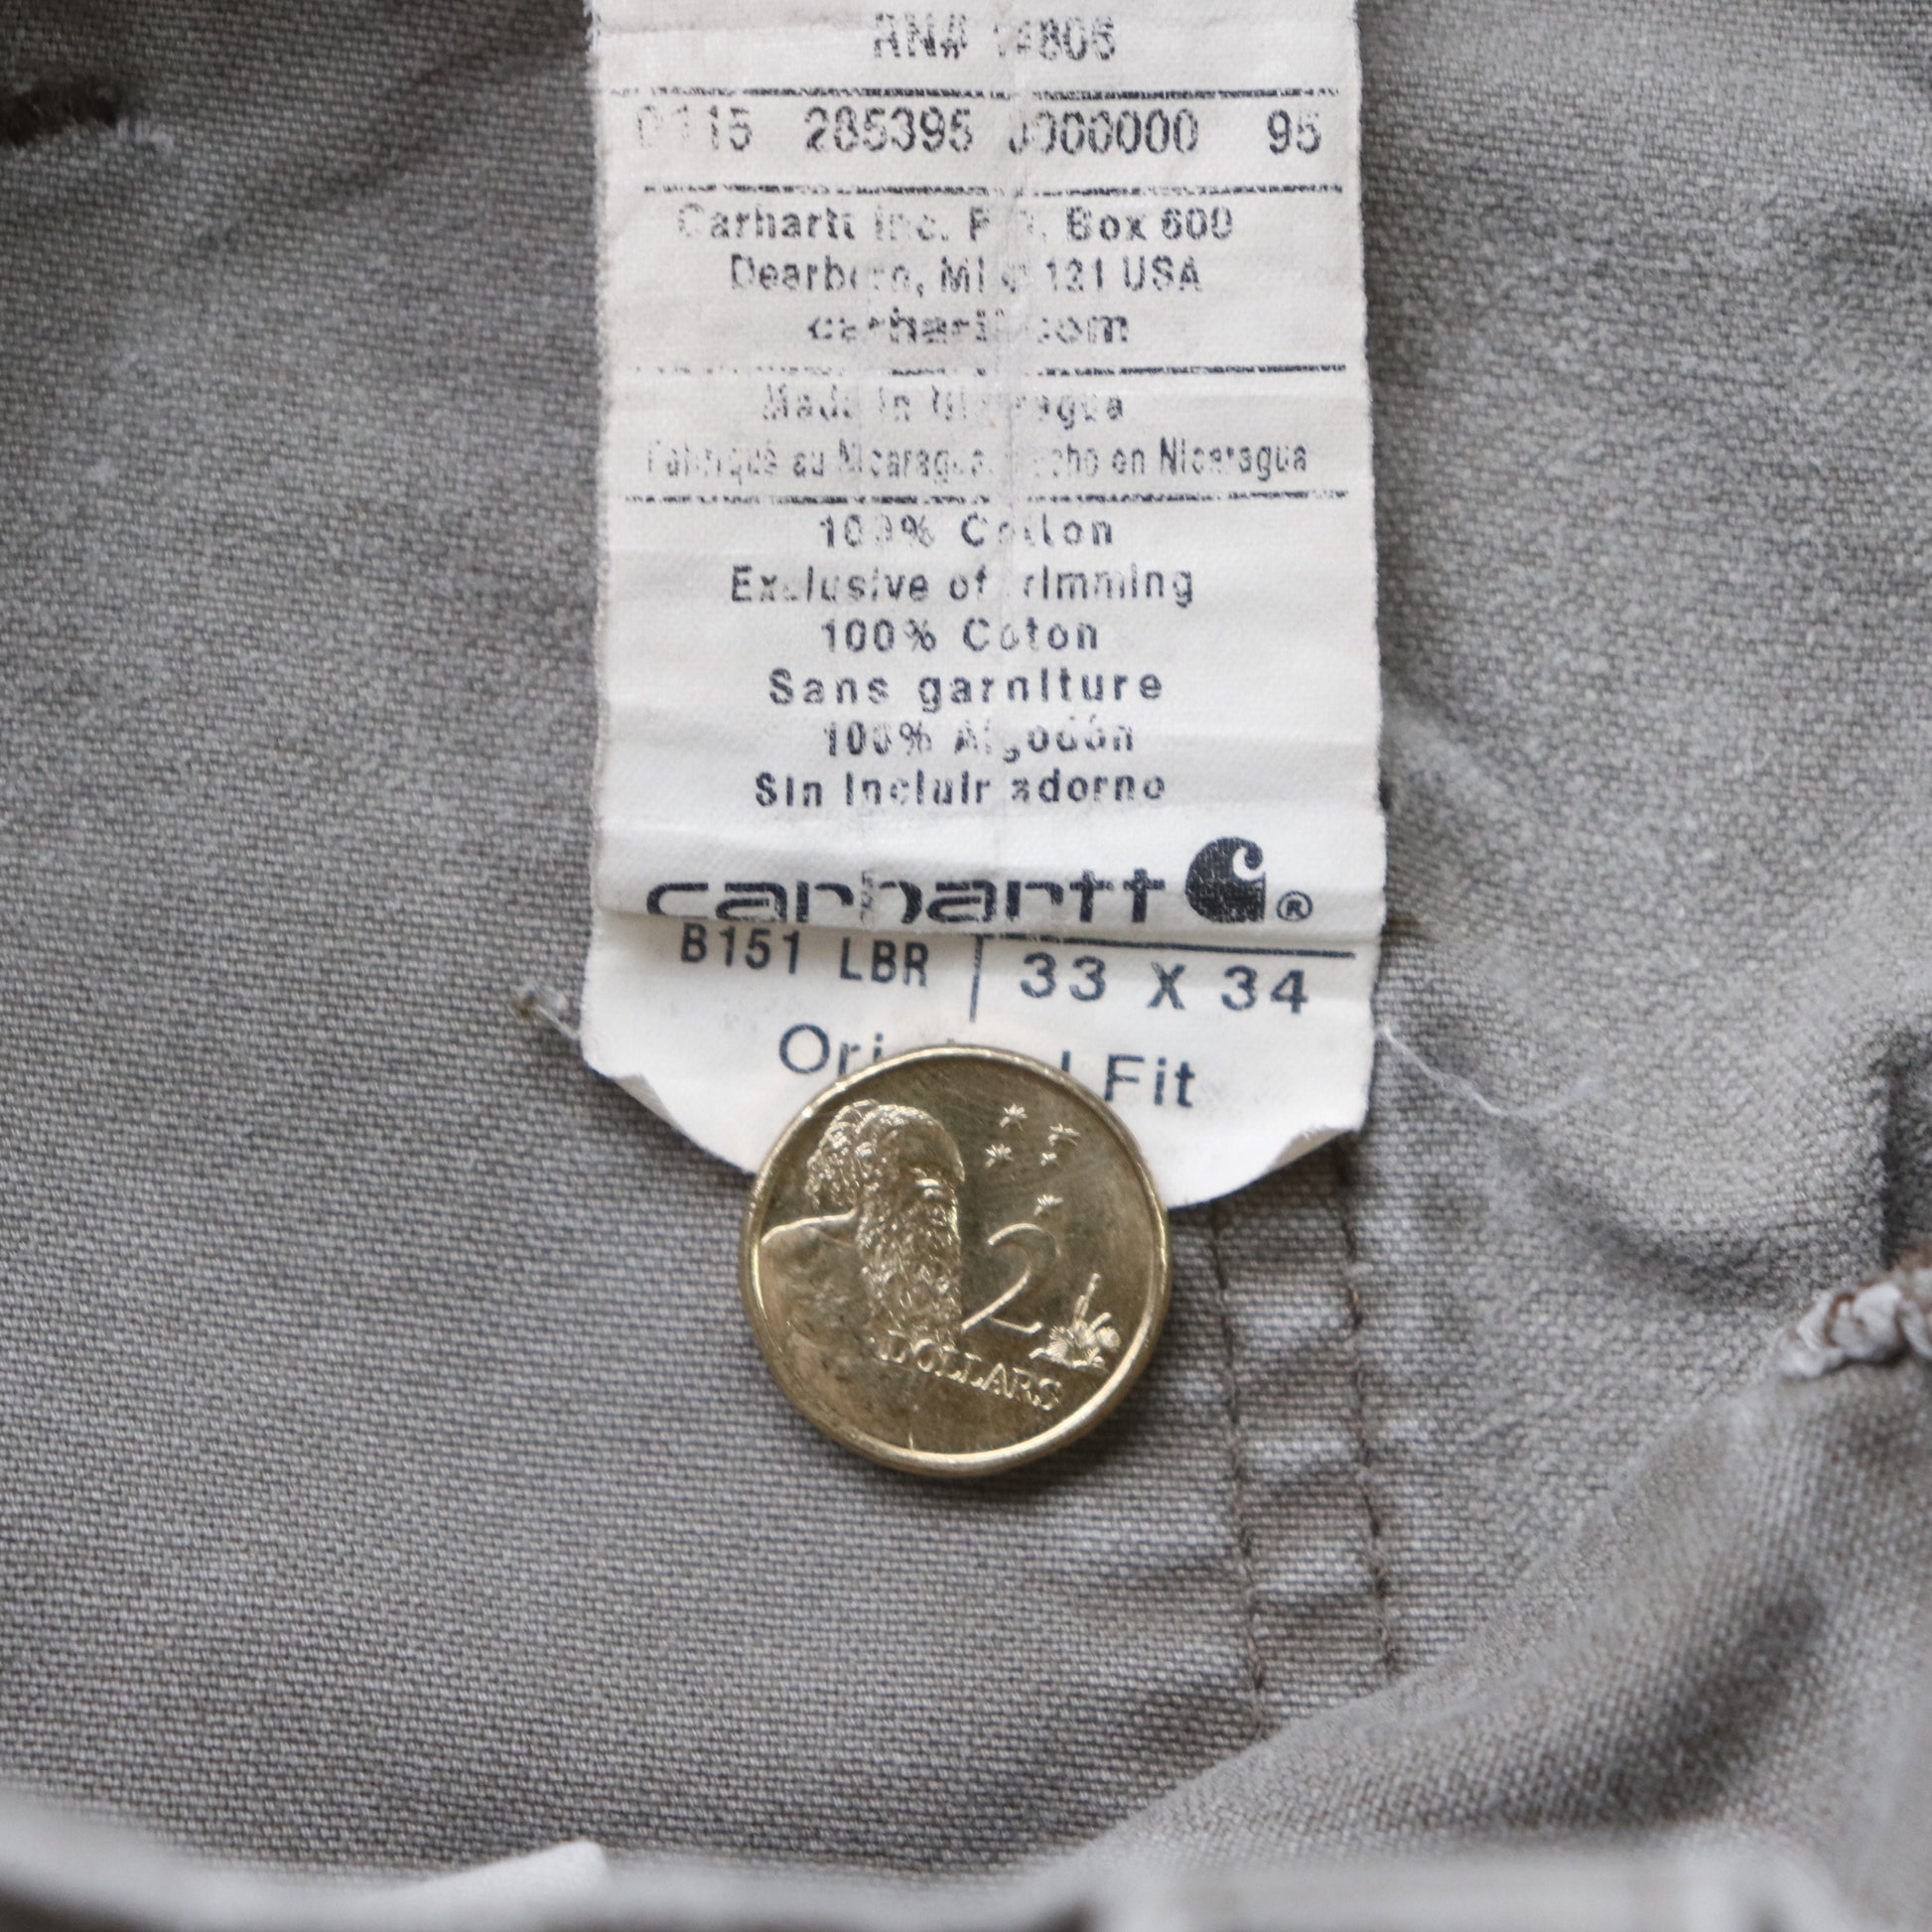 RN# 14806
0115 285395 0000000 95
Carhartt Inc. P.O. Box 600
Dearborn, MI 48121 USA
carhartt.com
Made in Nicaragua
Fabriqué au Nicaragua Hecho en Nicaragua
100% Cotton
Exclusive of Trimming
100% Coton
Sans garniture
100% Algodón
Sin incluir adorno
carhartt ®
B151 LBR 33 X 34
Original Fit
2
DOLLARS